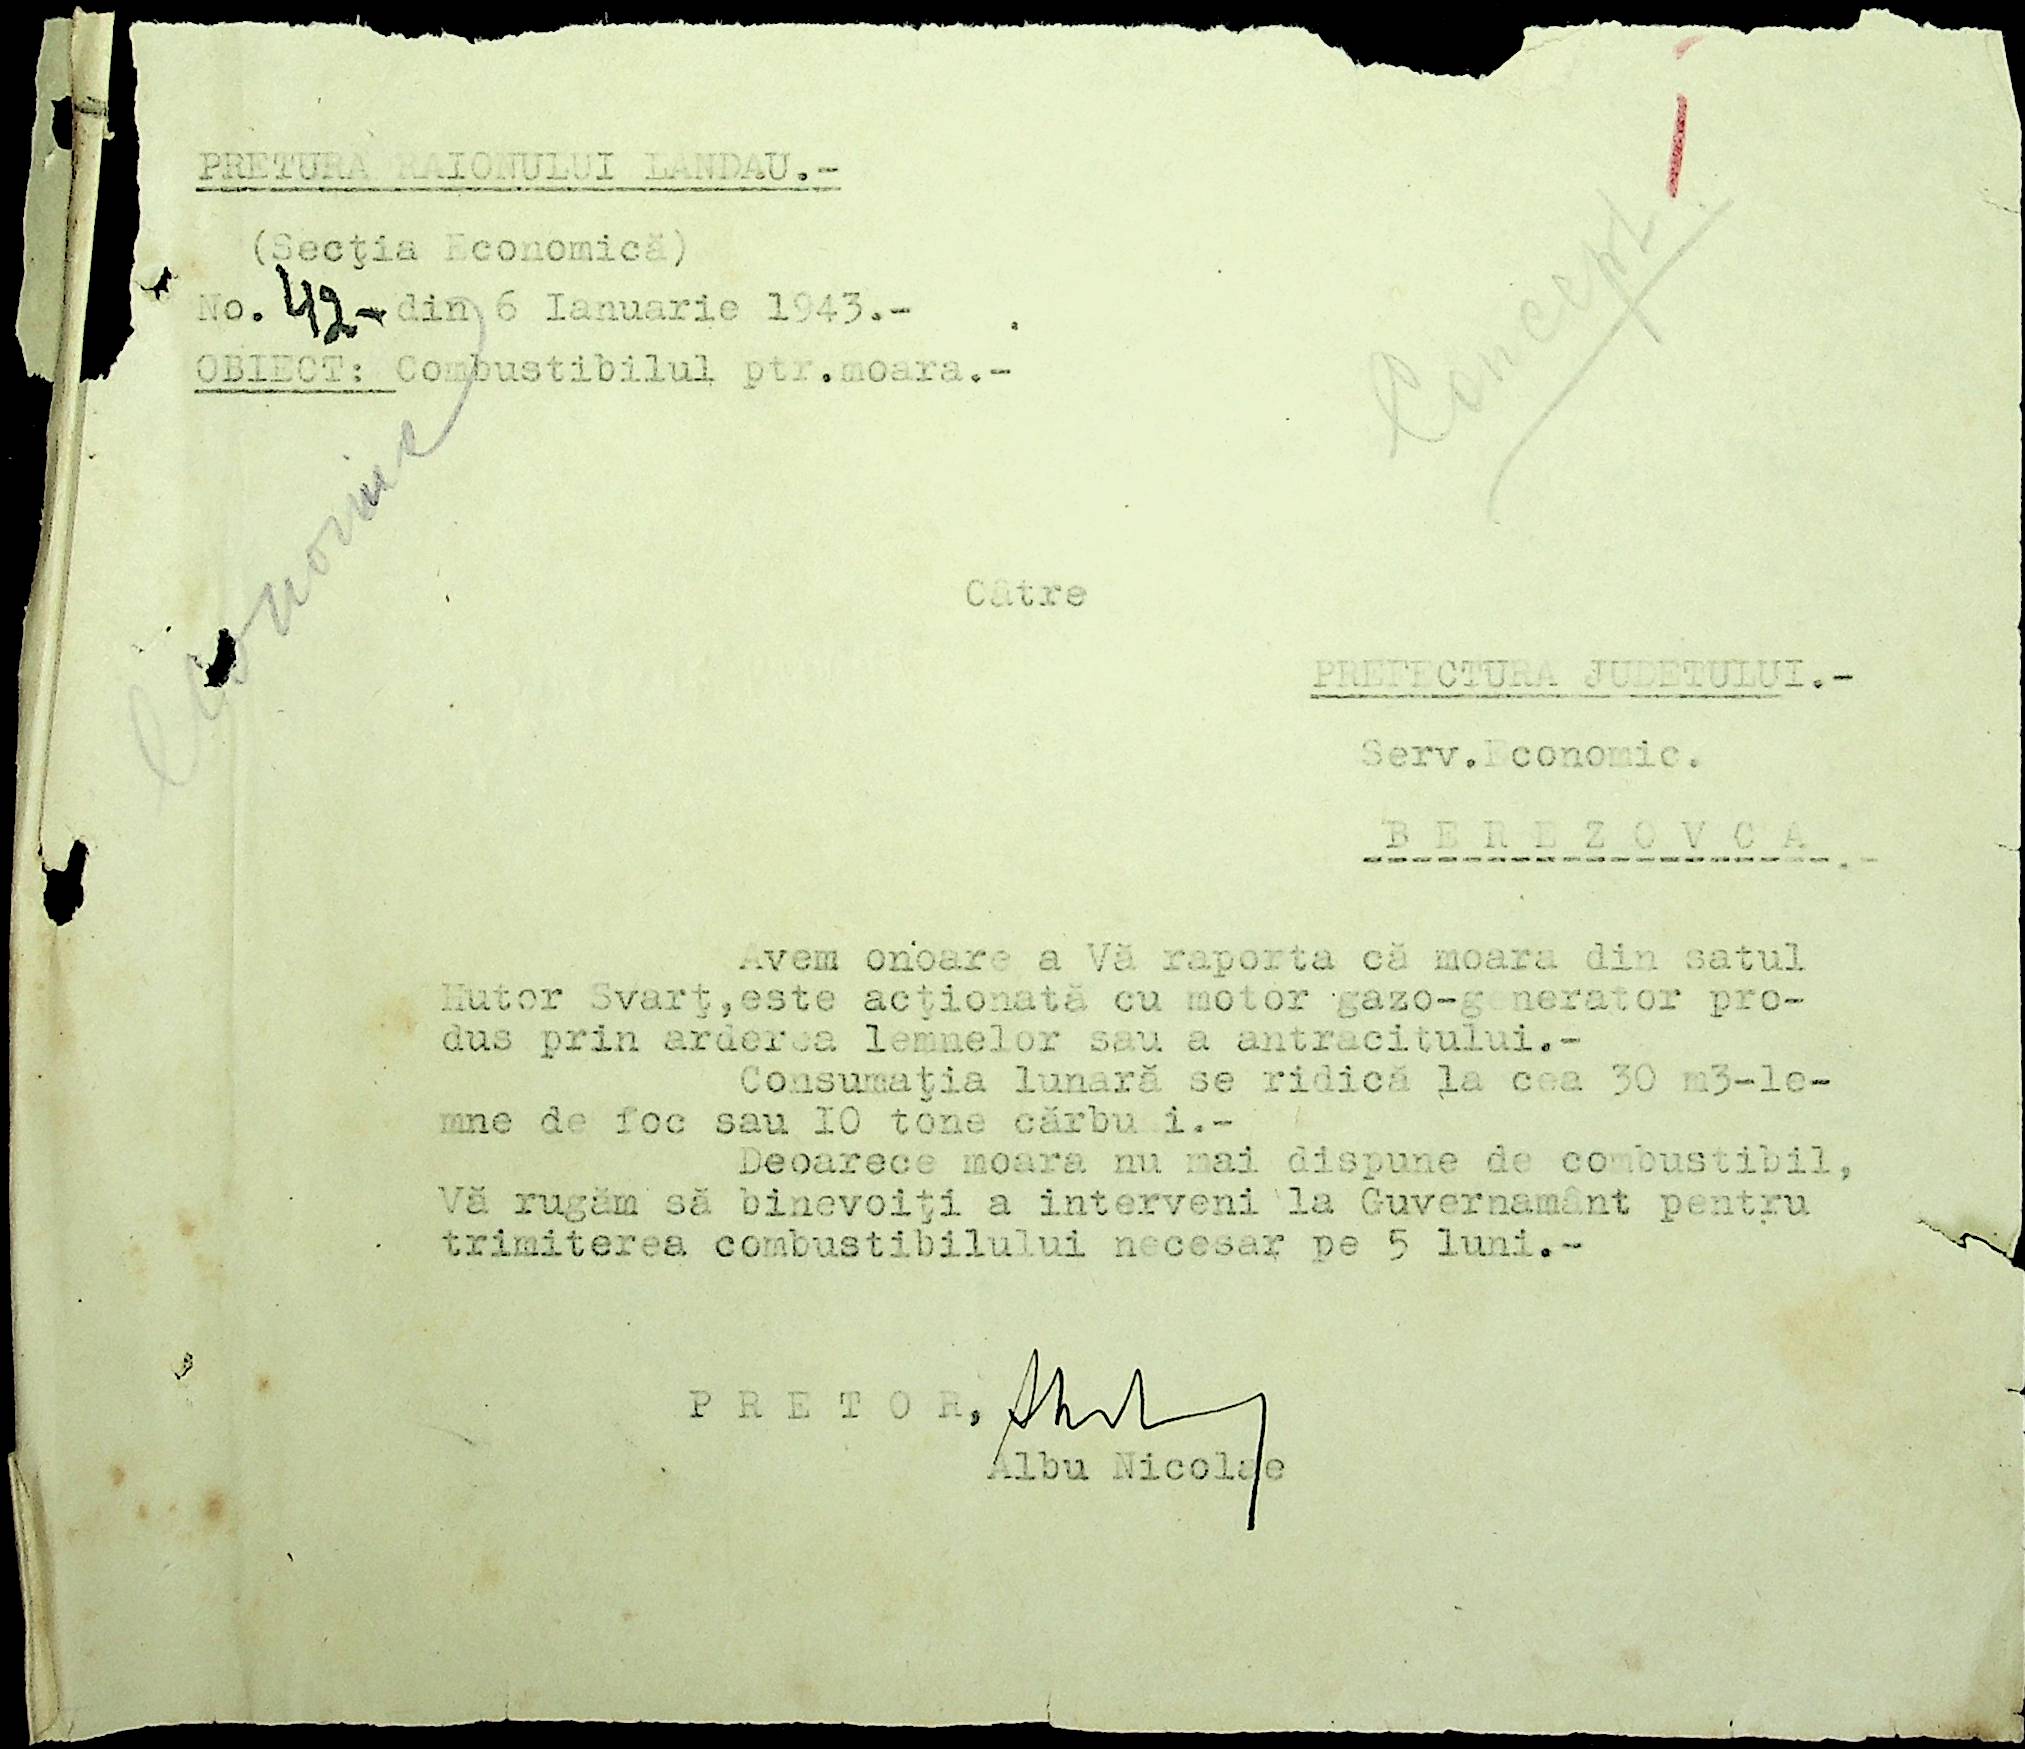 PRETURA RAIONULUI LANDAU.-
(Secţia Economică)
No. 42- din 6 Ianuarie 1943.-
OBIECT: Combustibilul ptr.moara.-
Concept
Către
PREFECTURA JUDETULUI.-
Serv.Economic.
B E R E Z O V C A.-
Avem onoare a Vă raporta că moara din satul
Hutor Svarţ,este acţionată cu motor gazo-generator pro-
dus prin arderea lemnelor sau a antracitului.-
Consumaţia lunară se ridică la cea 30 m3-le-
mne de foc sau IO tone cărbu i.-
Deoarece moara nu mai dispune de combustibil,
Vă rugăm să binevoiţi a interveni la Guvernamânt pentru
trimiterea combustibilului necesar pe 5 luni.-
P R E T O R,
Albu Nicolae